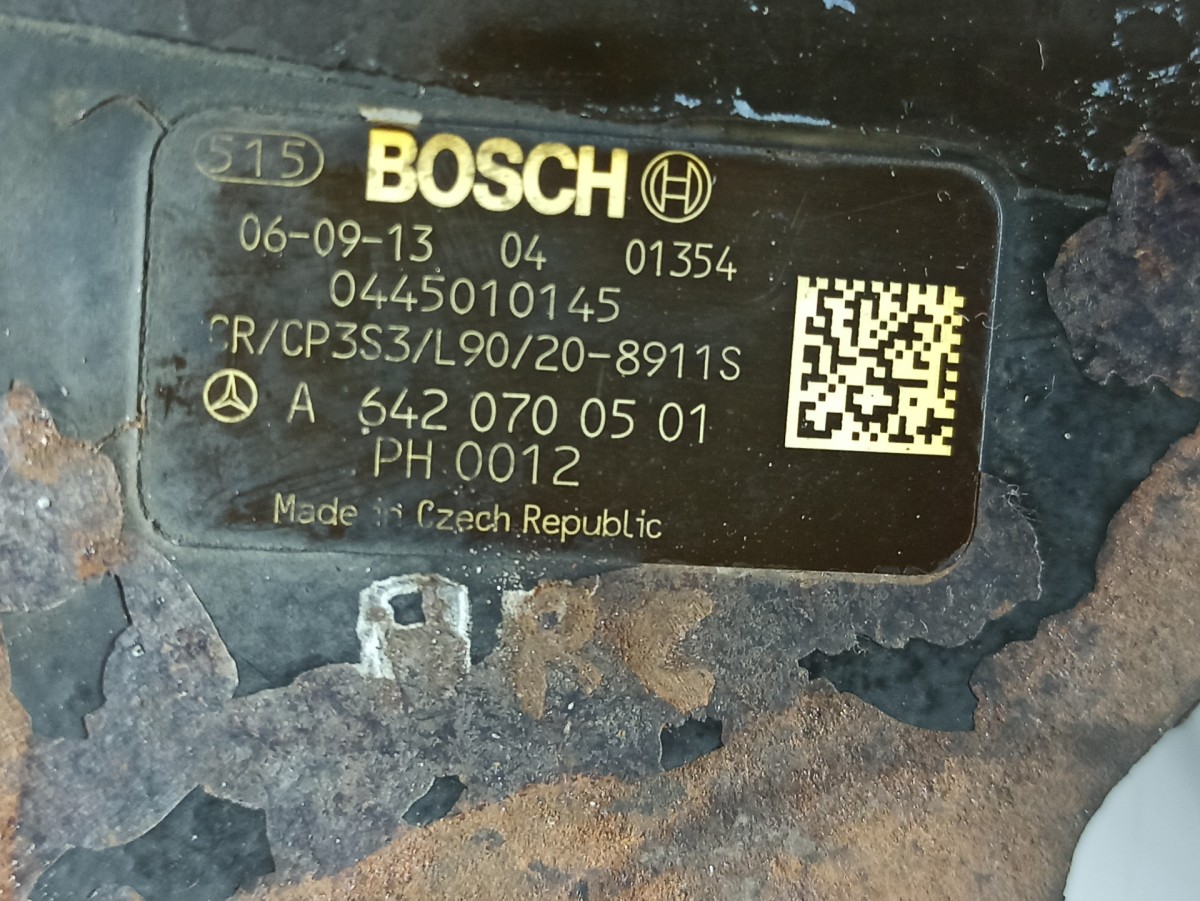 515 BOSCH
06-09-13 04 01354
0445010145
CR/CP3S3/L90/20-8911S
A 642 070 05 01
PH 0012
Made in Czech Republic